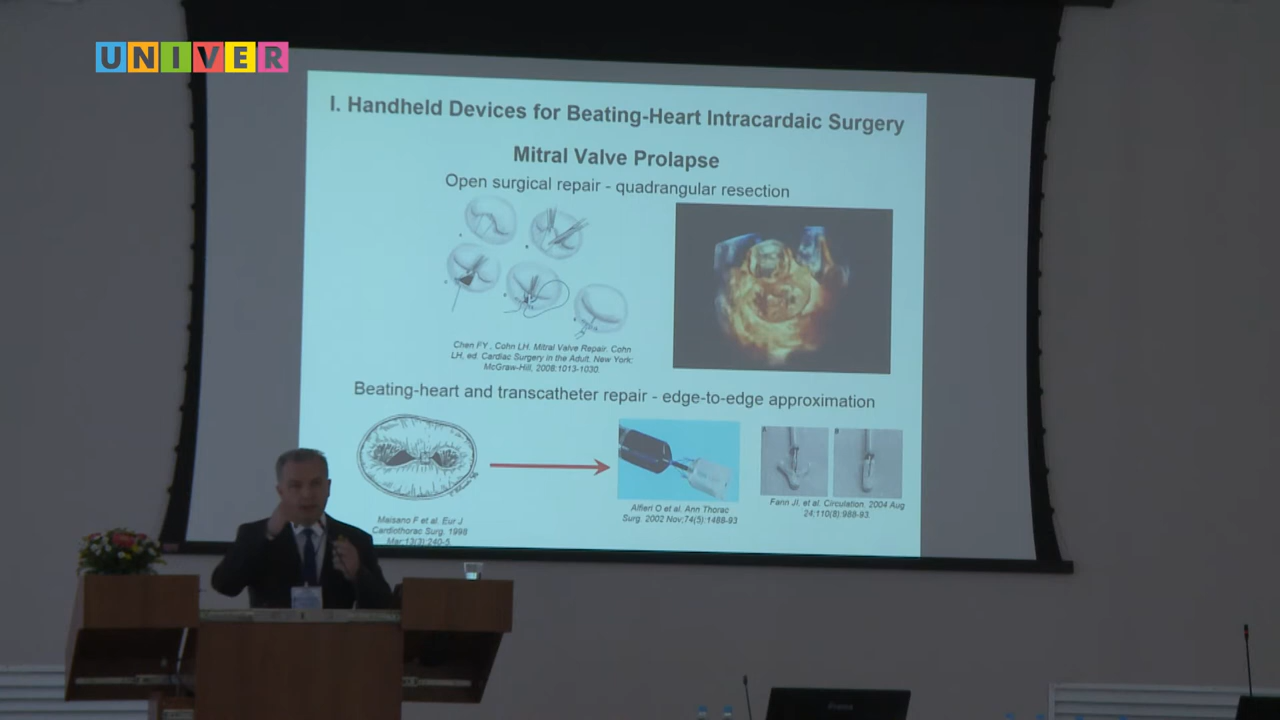 UNIVER
I. Handheld Devices for Beating-Heart Intracardaic Surgery
Mitral Valve Prolapse
Open surgical repair - quadrangular resection
Chen FY , Cohn LH. Mitral Valve Repair. Cohn
LH, ed. Cardiac Surgery in the Adult. New York:
McGraw-Hill, 2008:1013-1030.
Beating-heart and transcatheter repair - edge-to-edge approximation
Maisano F et al. Eur J
Cardiothorac Surg. 1998
Mar;13(3):240-5.
Alfieri O et al. Ann Thorac
Surg. 2002 Nov;74(5):1488-93
A
B
Fann JI, et al. Circulation. 2004 Aug
24;110(8):988-93.